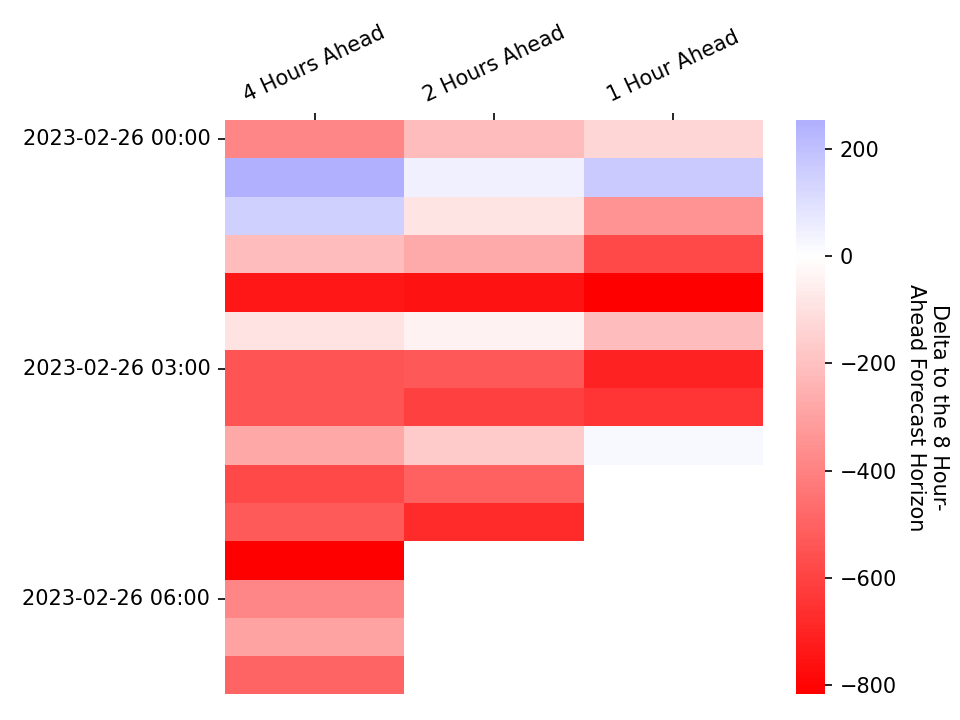 4 Hours Ahead
2 Hours Ahead
1 Hour Ahead
2023-02-26 00:00
2023-02-26 03:00
2023-02-26 06:00
200
0
−200
−400
−600
−800
Delta to the 8 Hour-
Ahead Forecast Horizon